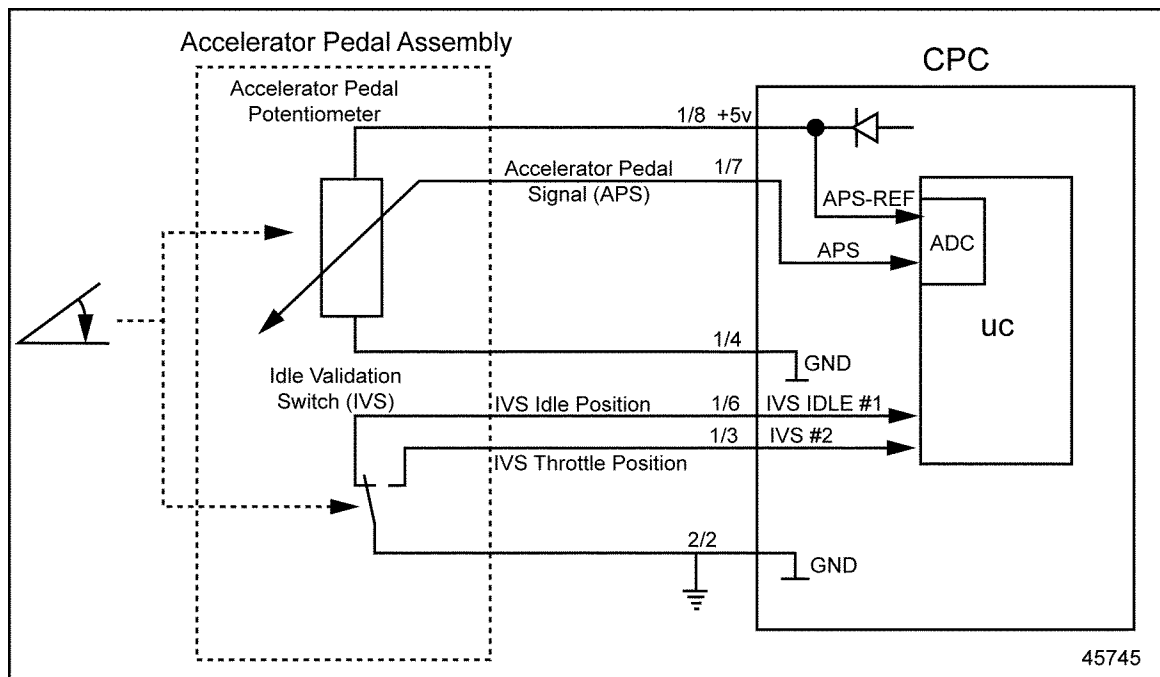 Accelerator Pedal Assembly
CPC
Accelerator Pedal
Potentiometer
1/8 +5v
Accelerator Pedal
Signal (APS)
1/7
APS-REF
APS
ADC
uc
1/4
GND
Idle Validation
Switch (IVS)
IVS Idle Position
1/6
IVS IDLE #1
1/3
IVS #2
IVS Throttle Position
2/2
GND
45745